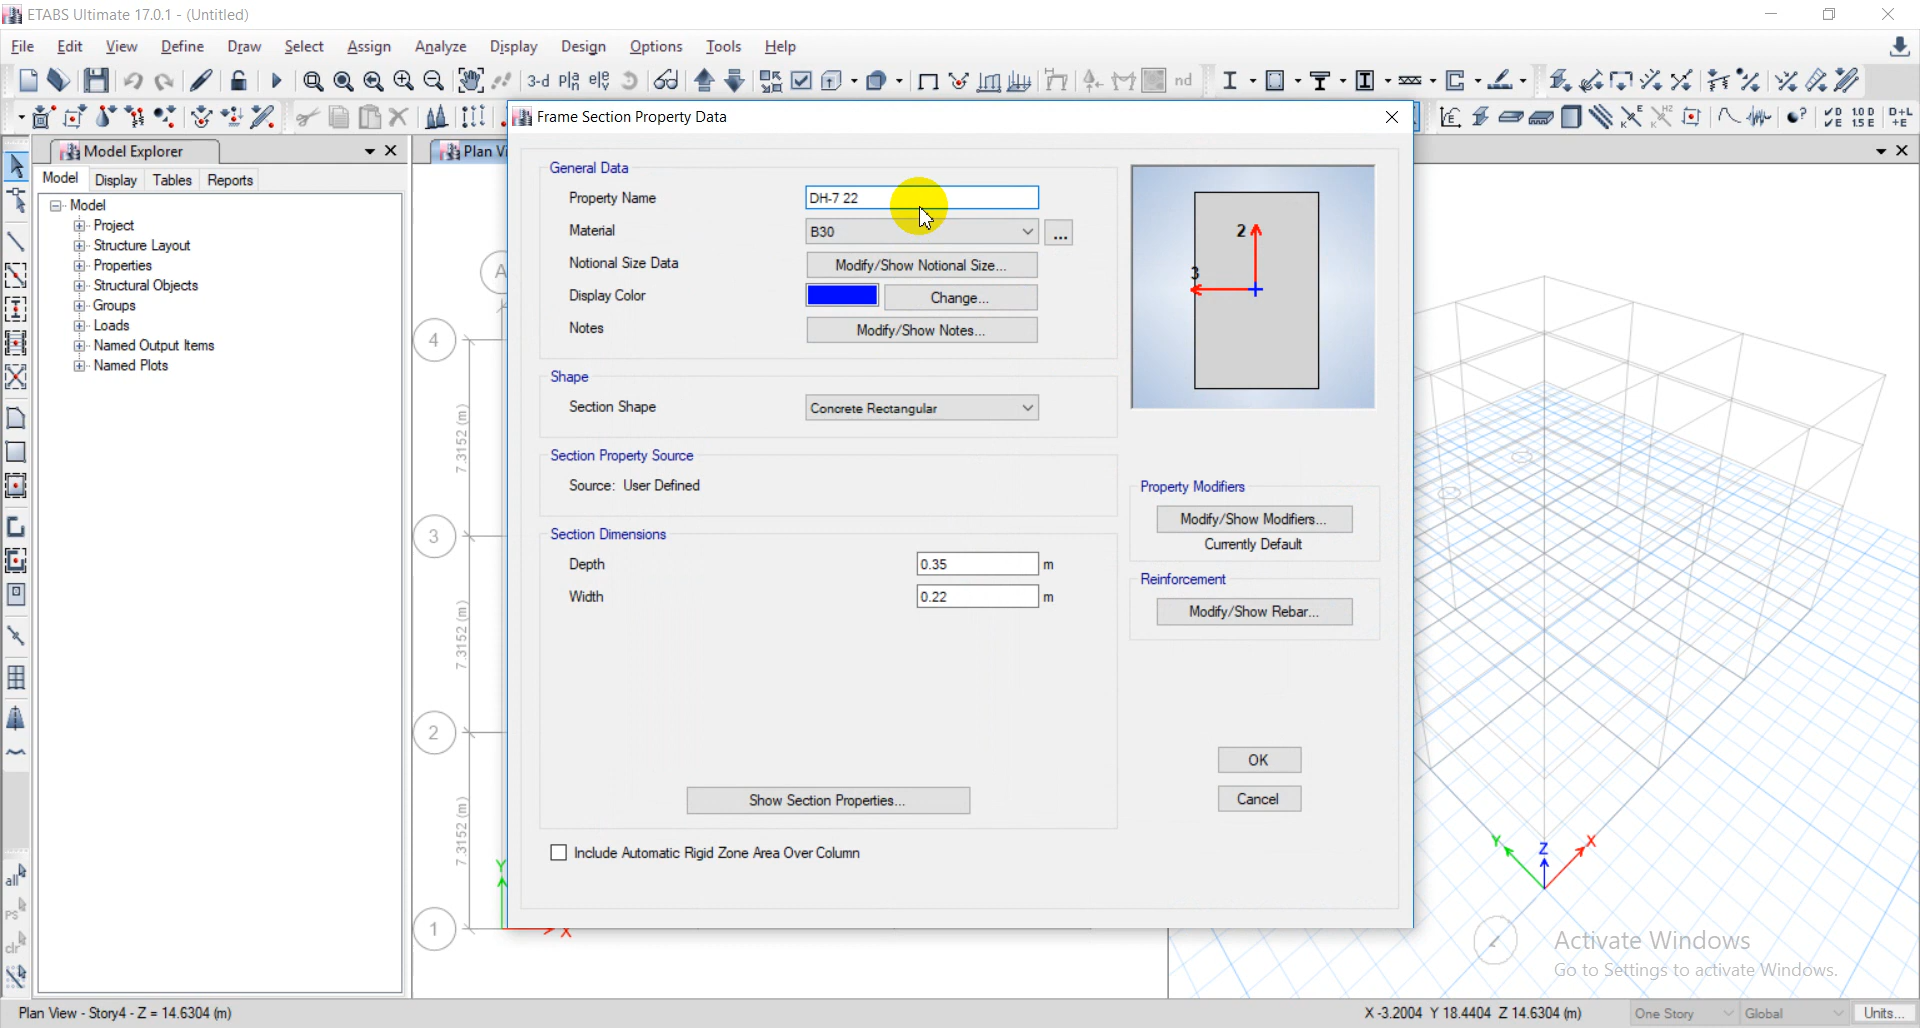 ETABS Ultimate 17.0.1 - (Untitled)
File Edit View Define Draw Select Assign Analyze Display Design Options Tools Help
3-d pla ele nd
Model Explorer
Model Display Tables Reports
Model
Project
Structure Layout
Properties
Structural Objects
Groups
Loads
Named Output Items
Named Plots
all
ps
clr
Plan Vi
A
4
7.3152 (m)
3
7.3152 (m)
2
7.3152 (m)
1
Y
X
Frame Section Property Data
General Data
Property Name DH-7 22
Material B30 ...
Notional Size Data Modify/Show Notional Size...
Display Color Change...
Notes Modify/Show Notes...
Shape
Section Shape Concrete Rectangular
Section Property Source
Source: User Defined
Section Dimensions
Depth 0.35 m
Width 0.22 m
Show Section Properties...
Include Automatic Rigid Zone Area Over Column
2
3
Property Modifiers
Modify/Show Modifiers...
Currently Default
Reinforcement
Modify/Show Rebar...
OK
Cancel
Y Z X
Activate Windows
Go to Settings to activate Windows.
Plan View - Story4 - Z = 14.6304 (m)
X -3.2004 Y 18.4404 Z 14.6304 (m)
One Story Global Units...